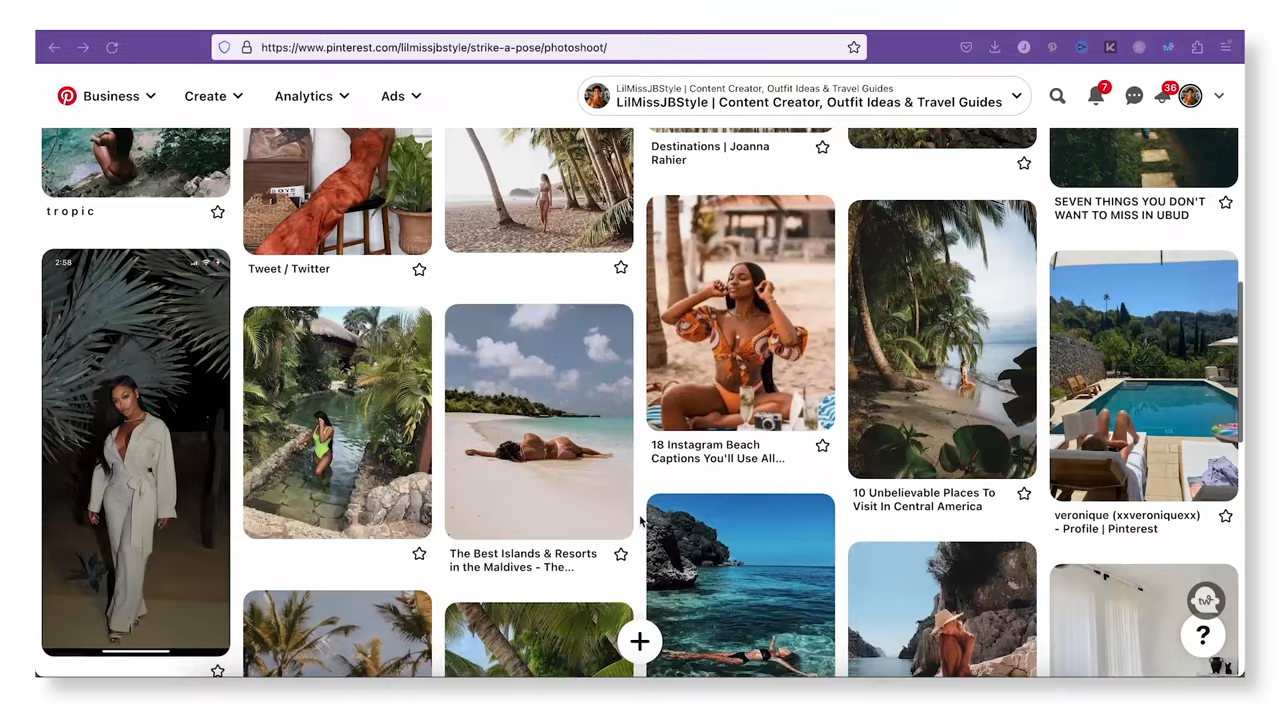 https://www.pinterest.com/lilmissjbstyle/strike-a-pose/photoshoot/
Business
Create
Analytics
Ads
LilMissJBStyle | Content Creator, Outfit Ideas & Travel Guides
LilMissJBStyle | Content Creator, Outfit Ideas & Travel Guides
7
36
t r o p i c
2:58
Tweet / Twitter
The Best Islands & Resorts
in the Maldives - The...
Destinations | Joanna
Rahier
18 Instagram Beach
Captions You'll Use All...
10 Unbelievable Places To
Visit In Central America
SEVEN THINGS YOU DON'T
WANT TO MISS IN UBUD
veronique (xxveroniquexx)
- Profile | Pinterest
tw
?